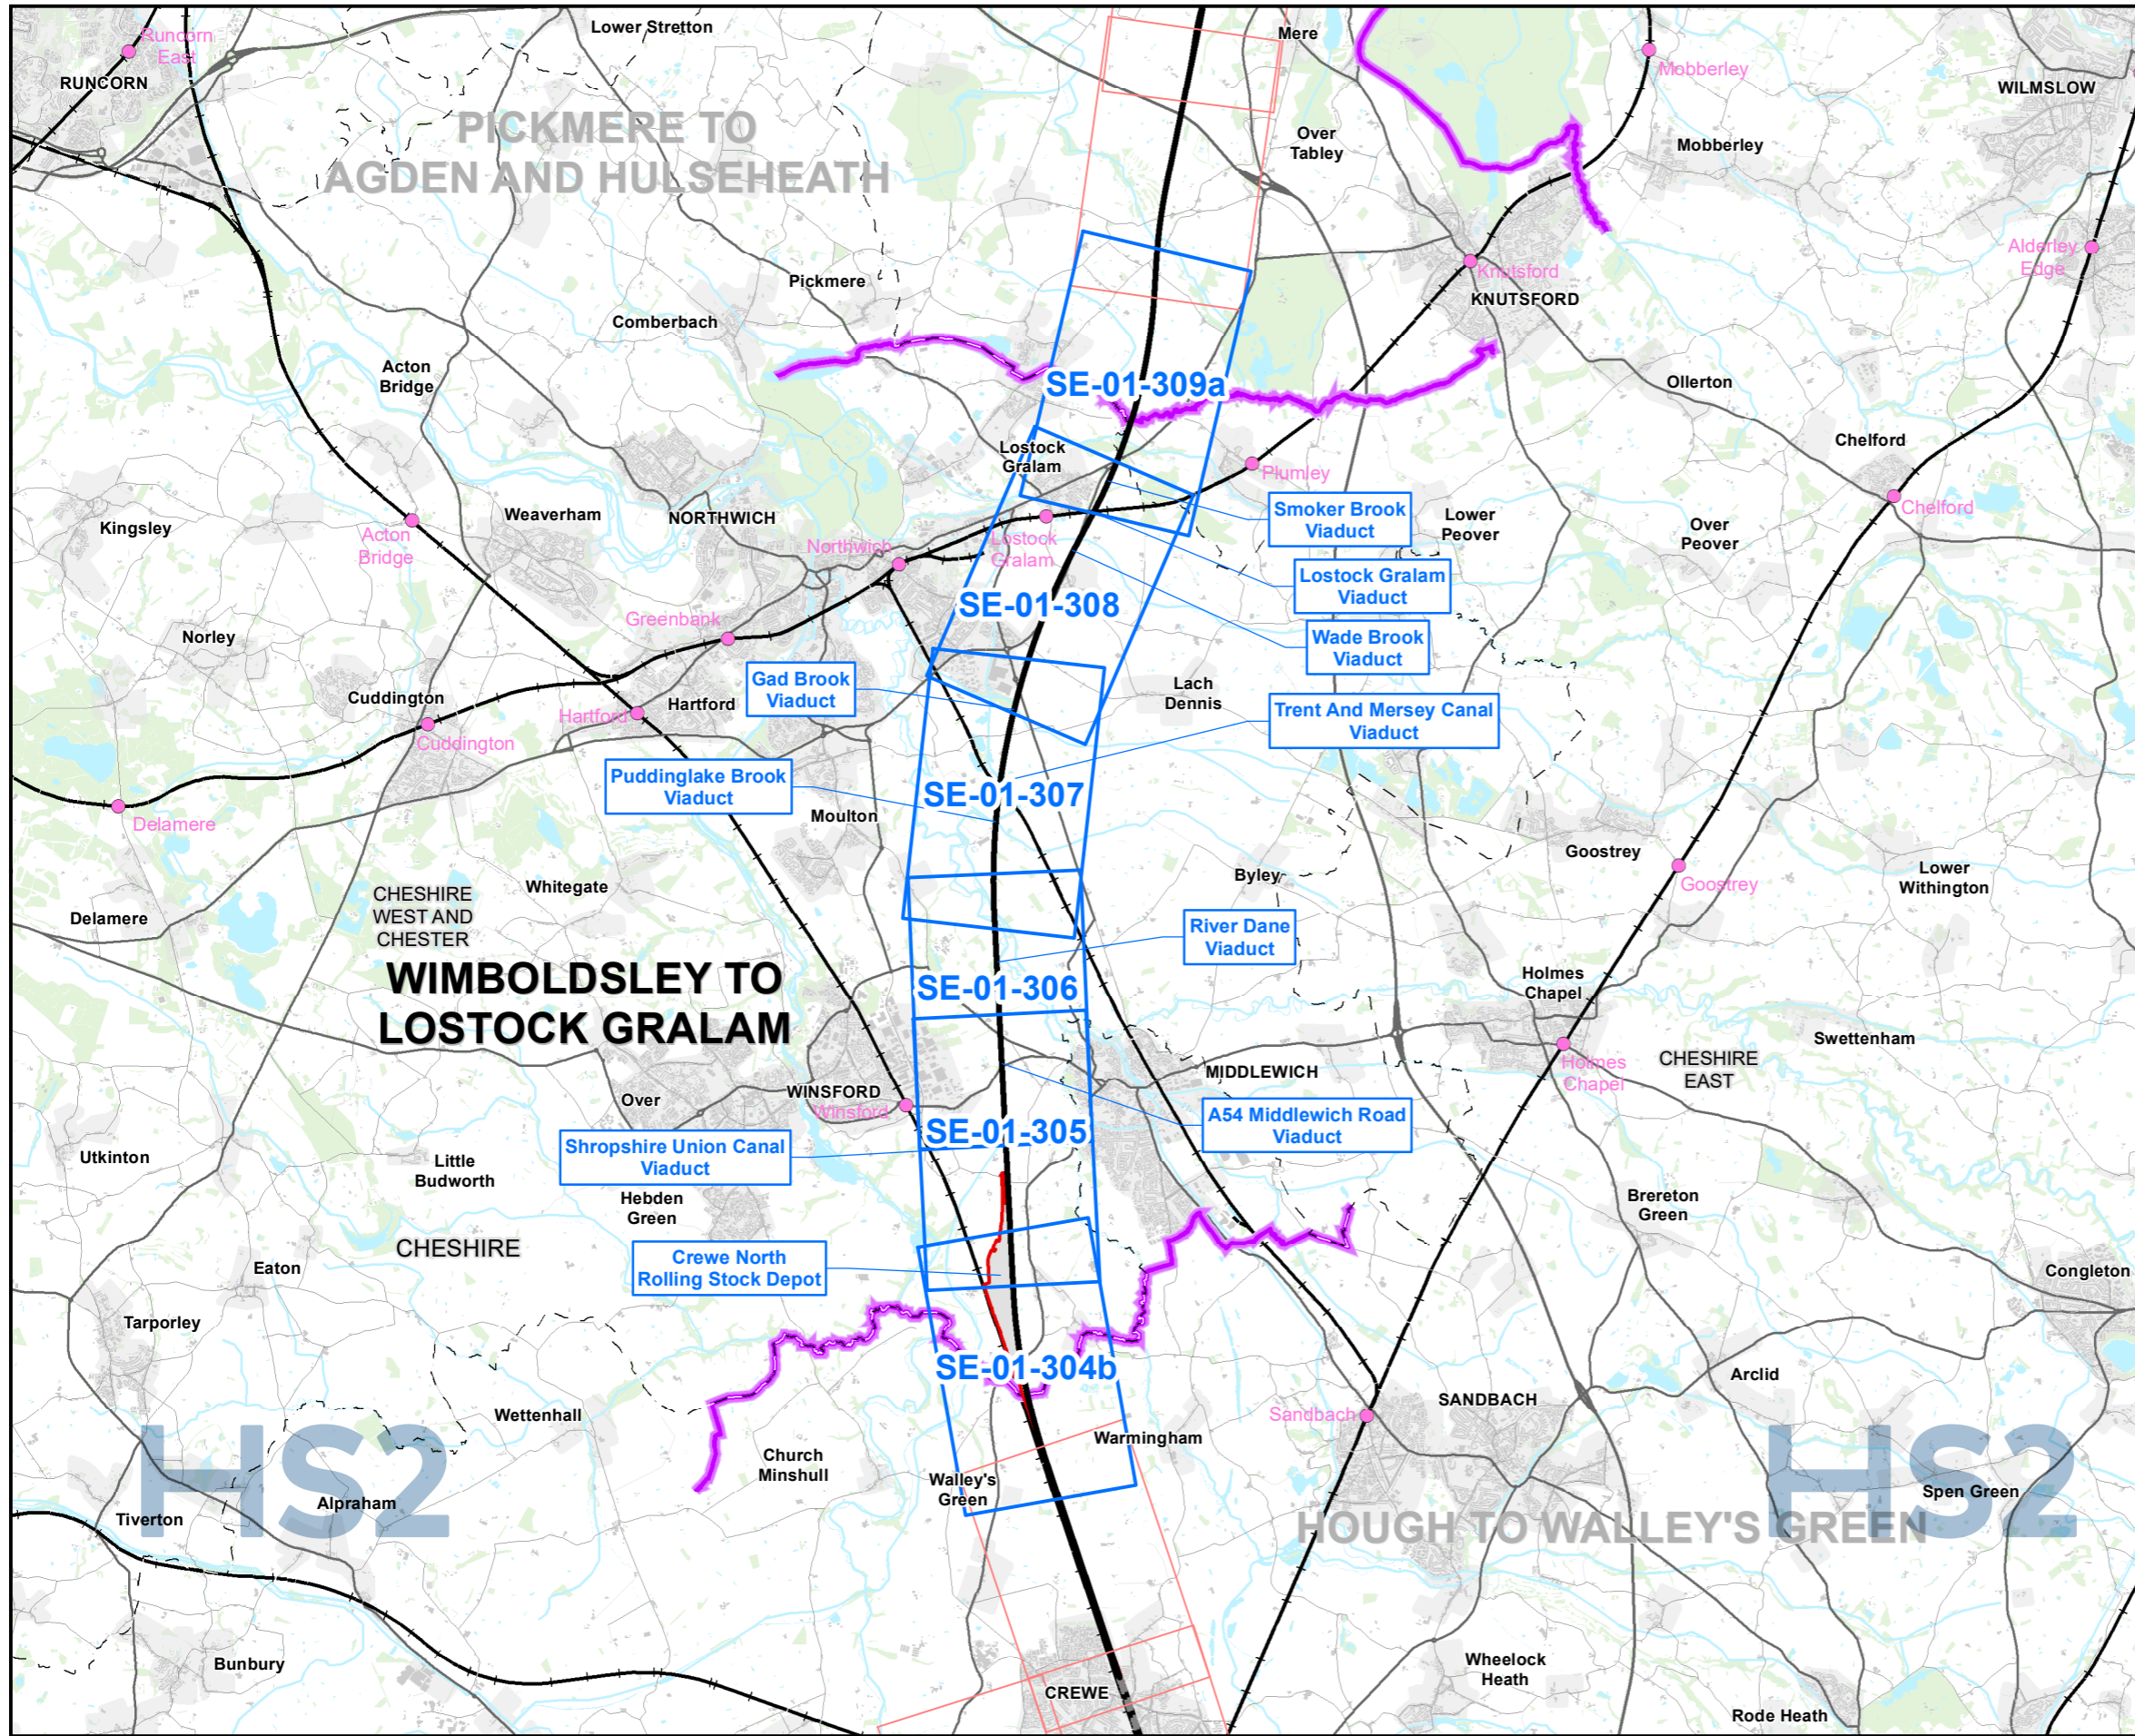 Lower Stretton
Mere
Runcorn
East
RUNCORN
Mobberley
WILMSLOW
PICKMERE TO
AGDEN AND HULSEHEATH
Over
Tabley
Mobberley
Alderley
Edge
Knutsford
KNUTSFORD
Pickmere
Comberbach
Acton
Bridge
SE-01-309a
Ollerton
Chelford
Lostock
Gralam
Plumley
Chelford
Kingsley
Weaverham
NORTHWICH
Acton
Bridge
Northwich
Lostock
Gralam
Smoker Brook
Viaduct
Lower
Peover
Over
Peover
Lostock Gralam
Viaduct
SE-01-308
Norley
Greenbank
Wade Brook
Viaduct
Gad Brook
Viaduct
Lach
Dennis
Cuddington
Hartford
Hartford
Cuddington
Trent And Mersey Canal
Viaduct
Puddinglake Brook
Viaduct
SE-01-307
Delamere
Moulton
Goostrey
Goostrey
Lower
Withington
Byley
Whitegate
CHESHIRE
WEST AND
CHESTER
Delamere
River Dane
Viaduct
WIMBOLDSLEY TO
LOSTOCK GRALAM
SE-01-306
Holmes
Chapel
Swettenham
CHESHIRE
EAST
Holmes
Chapel
MIDDLEWICH
WINSFORD
Winsford
Over
A54 Middlewich Road
Viaduct
SE-01-305
Shropshire Union Canal
Viaduct
Utkinton
Little
Budworth
Hebden
Green
Brereton
Green
CHESHIRE
Eaton
Crewe North
Rolling Stock Depot
Congleton
Tarporley
SE-01-304b
Arclid
SANDBACH
Sandbach
Wettenhall
Warmingham
Church
Minshull
Walley's
Green
HS2
HS2
Alpraham
Tiverton
Spen Green
HOUGH TO WALLEY'S GREEN
Bunbury
Wheelock
Heath
CREWE
Rode Heath